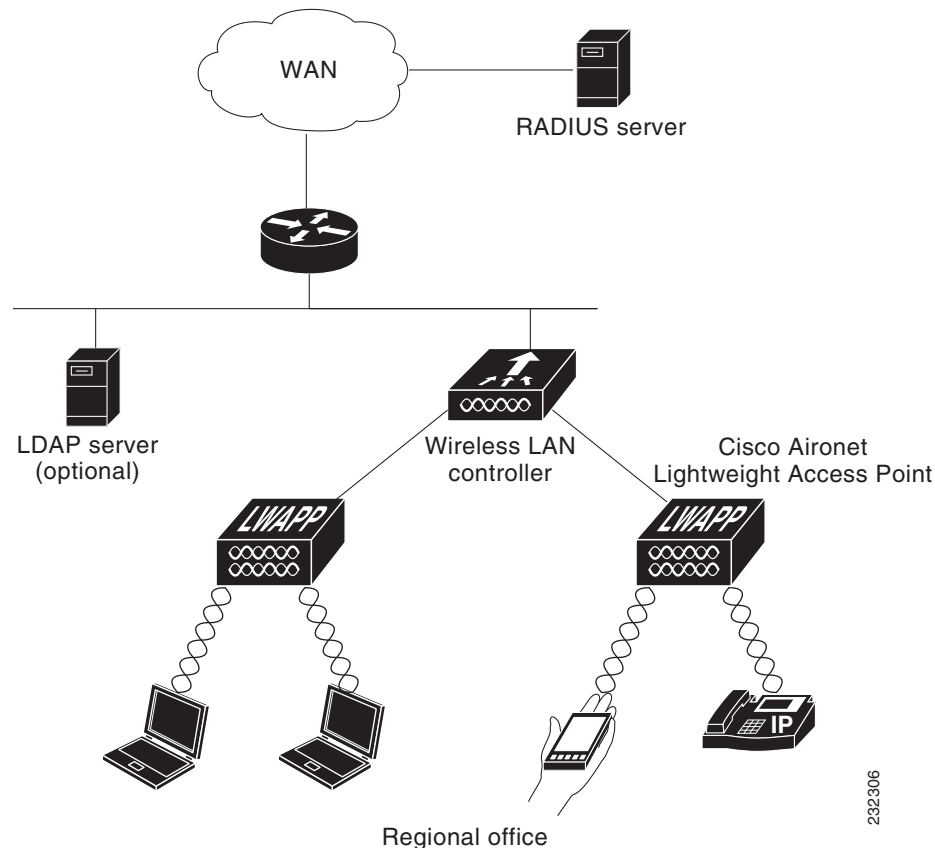 WAN
RADIUS server
LDAP server
(optional)
Wireless LAN
controller
Cisco Aironet
Lightweight Access Point
LWAPP
LWAPP
IP
Regional office
232306